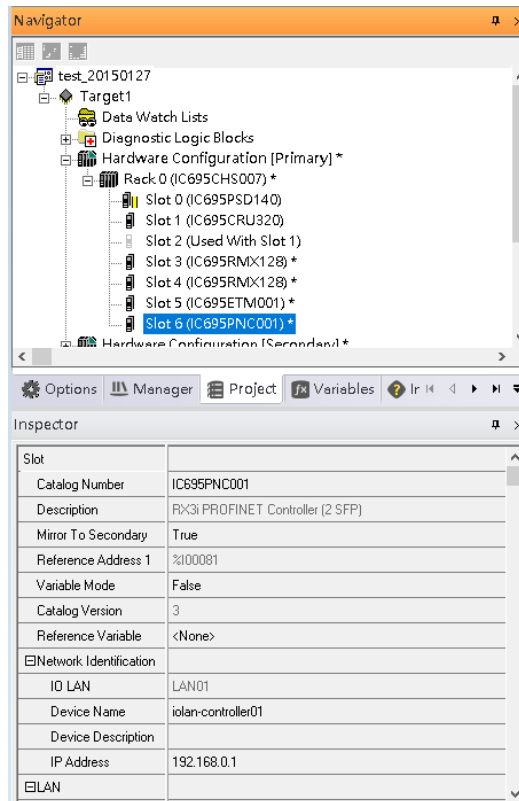 Navigator
test_20150127
Target1
Data Watch Lists
Diagnostic Logic Blocks
Hardware Configuration [Primary] *
Rack 0 (IC695CHS007) *
Slot 0 (IC695PSD140)
Slot 1 (IC695CRU320)
Slot 2 (Used With Slot 1)
Slot 3 (IC695RMX128) *
Slot 4 (IC695RMX128) *
Slot 5 (IC695ETM001) *
Slot 6 (IC695PNC001) *
Hardware Configuration [Secondary] *
Options Manager Project Variables Ir
Inspector
Slot
Catalog Number IC695PNC001
Description RX3i PROFINET Controller (2 SFP)
Mirror To Secondary True
Reference Address 1 %I00081
Variable Mode False
Catalog Version 3
Reference Variable <None>
Network Identification
IO LAN LAN01
Device Name iolan-controller01
Device Description
IP Address 192.168.0.1
LAN